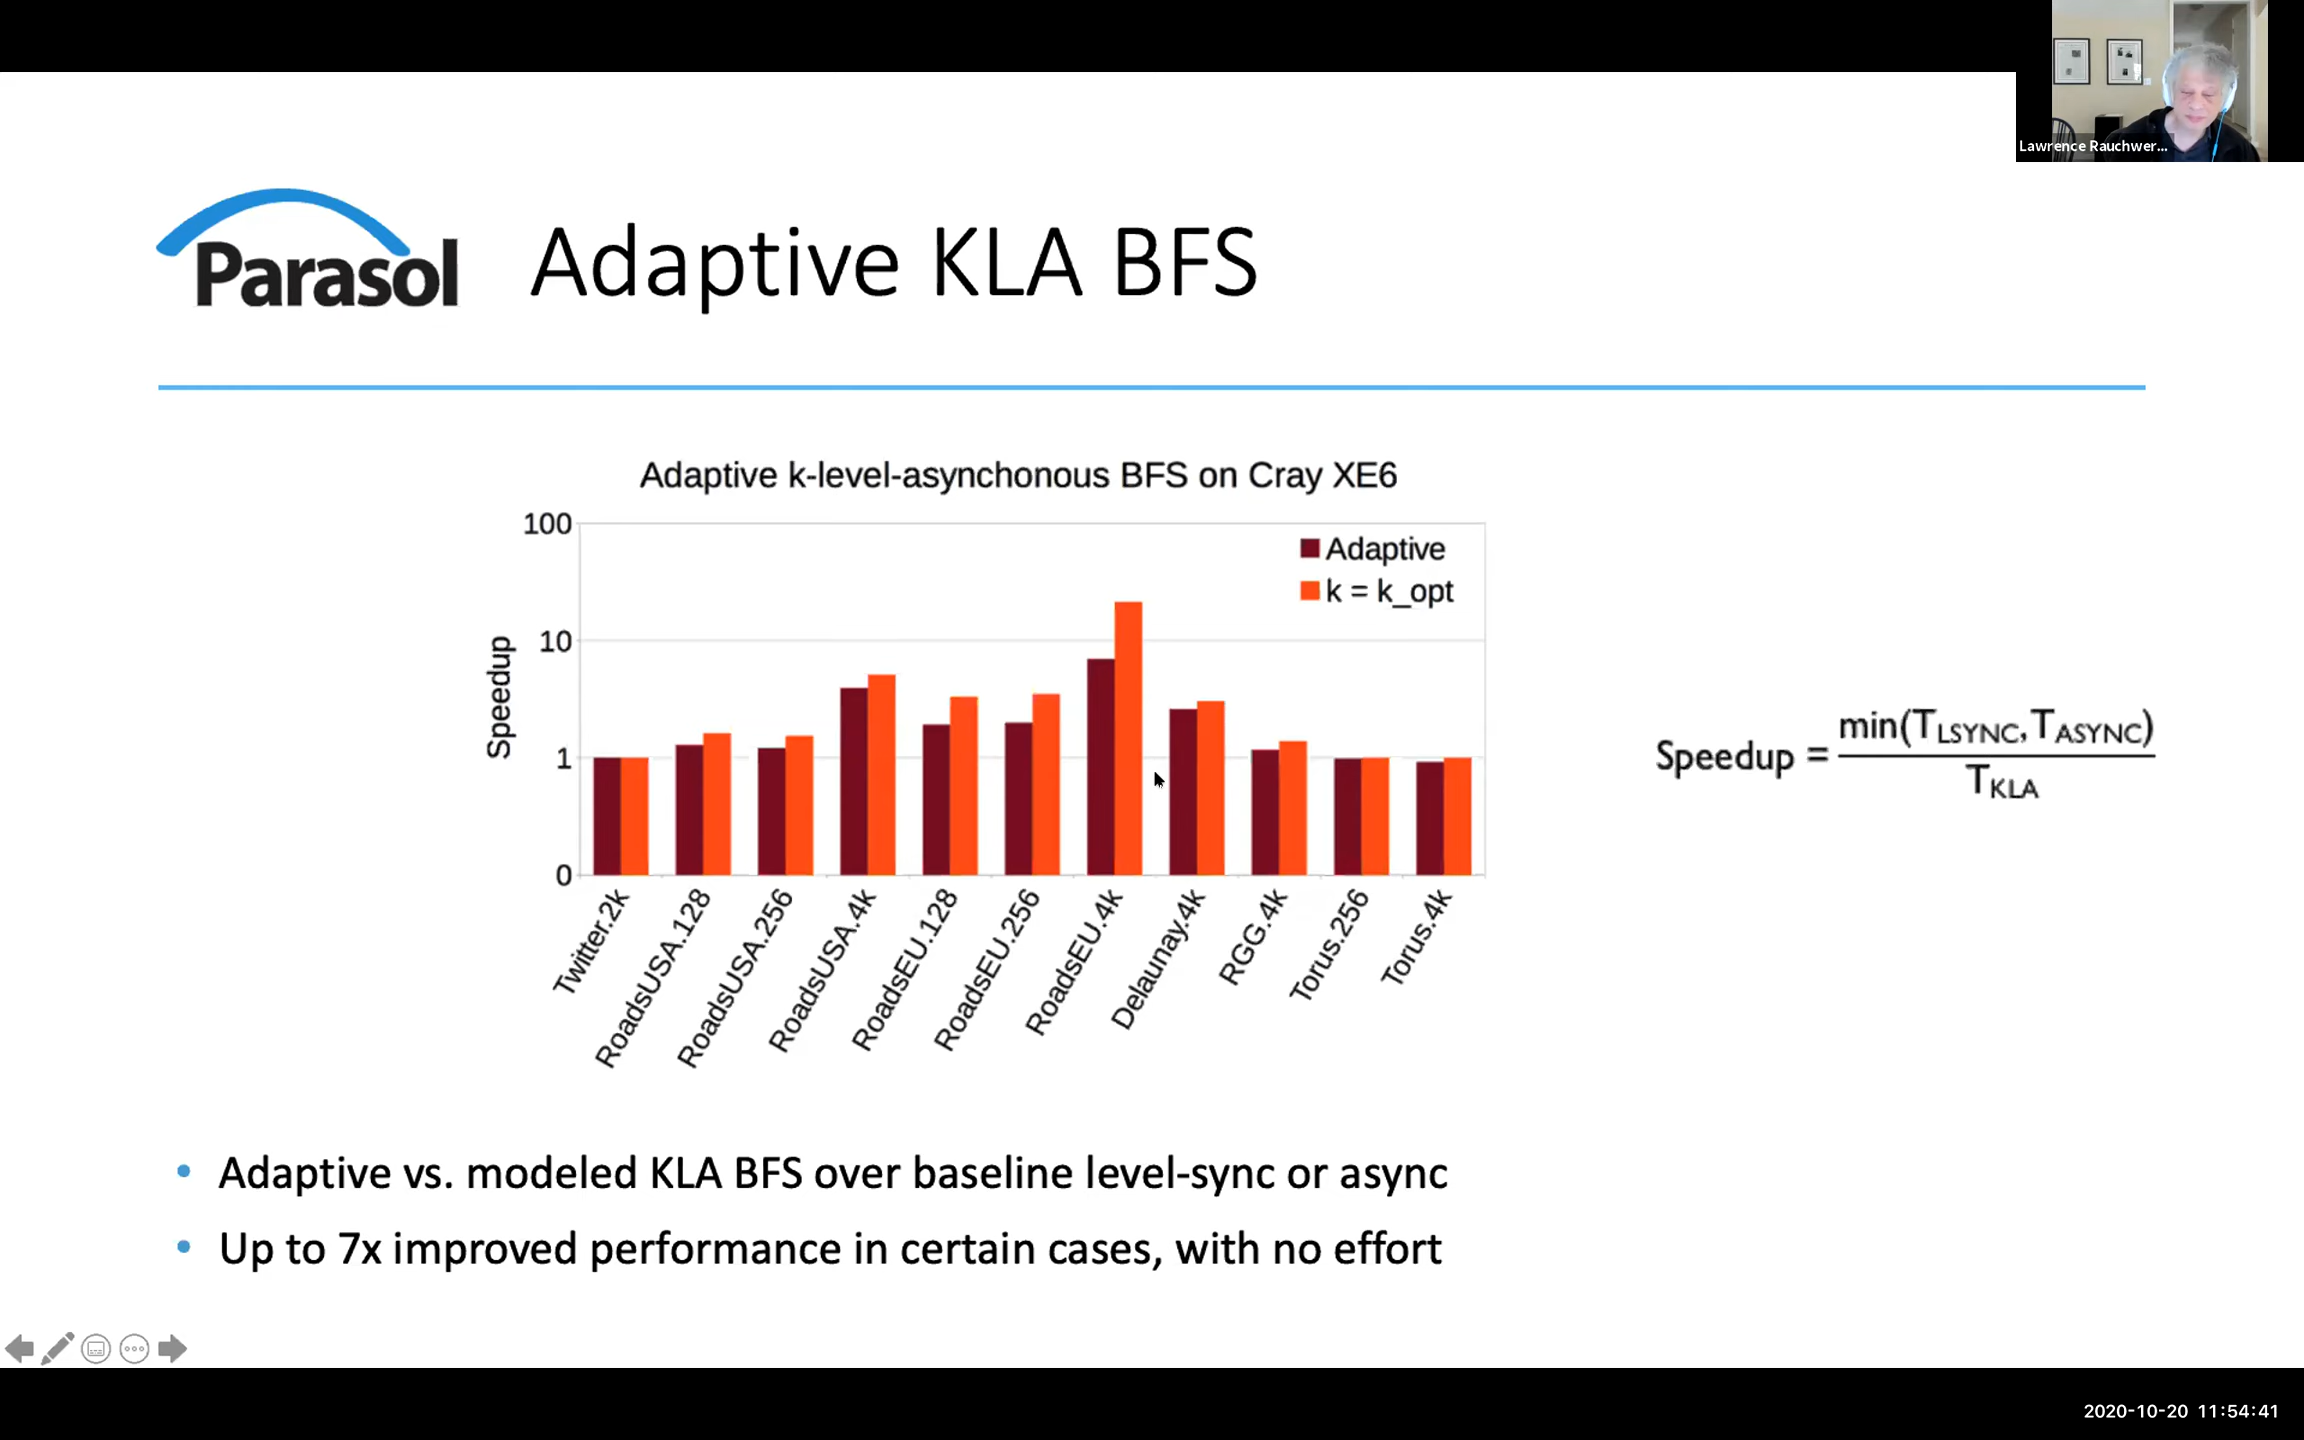 Lawrence Rauchwer...
Parasol
Adaptive KLA BFS
Adaptive k-level-asynchonous BFS on Cray XE6
100
10
1
0
Speedup
Adaptive
k = k_opt
Twitter.2k
RoadsUSA.128
RoadsUSA.256
RoadsUSA.4k
RoadsEU.128
RoadsEU.256
RoadsEU.4k
Delaunay.4k
RGG.4k
Torus.256
Torus.4k
Speedup = min(TLSYNC, TASYNC)
TKLA
• Adaptive vs. modeled KLA BFS over baseline level-sync or async
• Up to 7x improved performance in certain cases, with no effort
2020-10-20 11:54:41